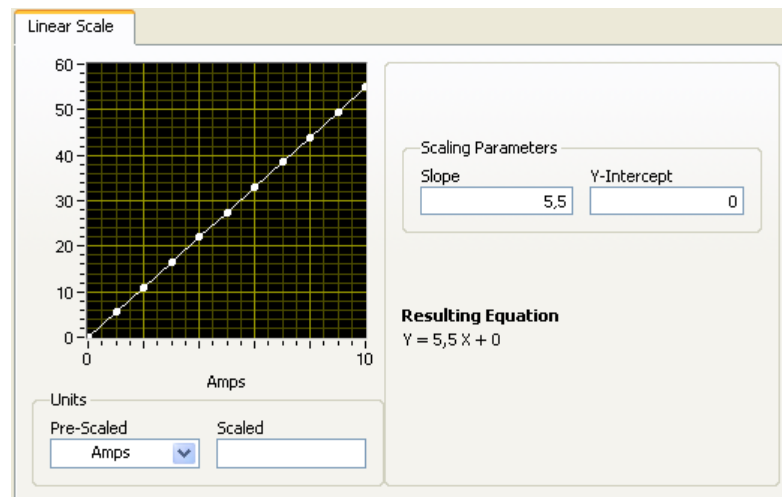 Linear Scale
60
50
40
30
20
10
0
0
10
Amps
Scaling Parameters
Slope
Y-Intercept
5,5
0
Resulting Equation
Y = 5,5 X + 0
Units
Pre-Scaled
Scaled
Amps